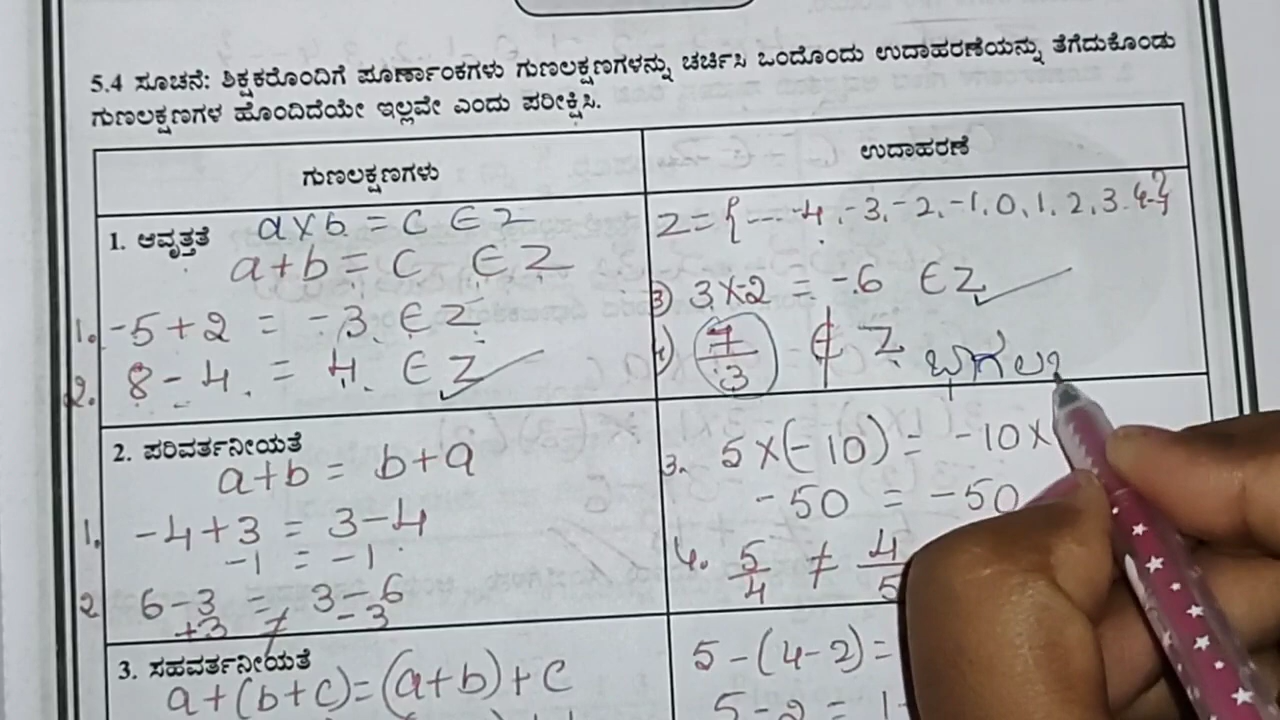 5.4 ಸೂಚನೆ: ಶಿಕ್ಷಕರೊಂದಿಗೆ ಪೂರ್ಣಾಂಕಗಳು ಗುಣಲಕ್ಷಣಗಳನ್ನು ಚರ್ಚಿಸಿ ಒಂದೊಂದು ಉದಾಹರಣೆಯನ್ನು ತೆಗೆದುಕೊಂಡು
ಗುಣಲಕ್ಷಣಗಳ ಹೊಂದಿದೆಯೇ ಇಲ್ಲವೇ ಎಂದು ಪರೀಕ್ಷಿಸಿ.
ಗುಣಲಕ್ಷಣಗಳು
1. ಆವೃತ್ತತೆ a×b = c ∈ Z
a+b = c ∈ Z
1. -5+2 = -3 ∈ Z
2. 8-4 = 4 ∈ Z
ಉದಾಹರಣೆ
Z={--- -4, -3, -2, -1, 0, 1, 2, 3, 4-}
3) 3×-2 = -6 ∈ Z
7/3 ∉ Z
2. ಪರಿವರ್ತನೀಯತೆ
a+b = b+a
1. -4+3 = 3-4
-1 = -1
2 6-3 = 3-6
+3 ≠ -3
3. 5×(-10) = -10×
-50 = -50
4. 5/4 ≠ 4/5
3. ಸಹವರ್ತನೀಯತೆ
a+(b+c)=(a+b)+c
5-(4-2)=
5-2 = 1-